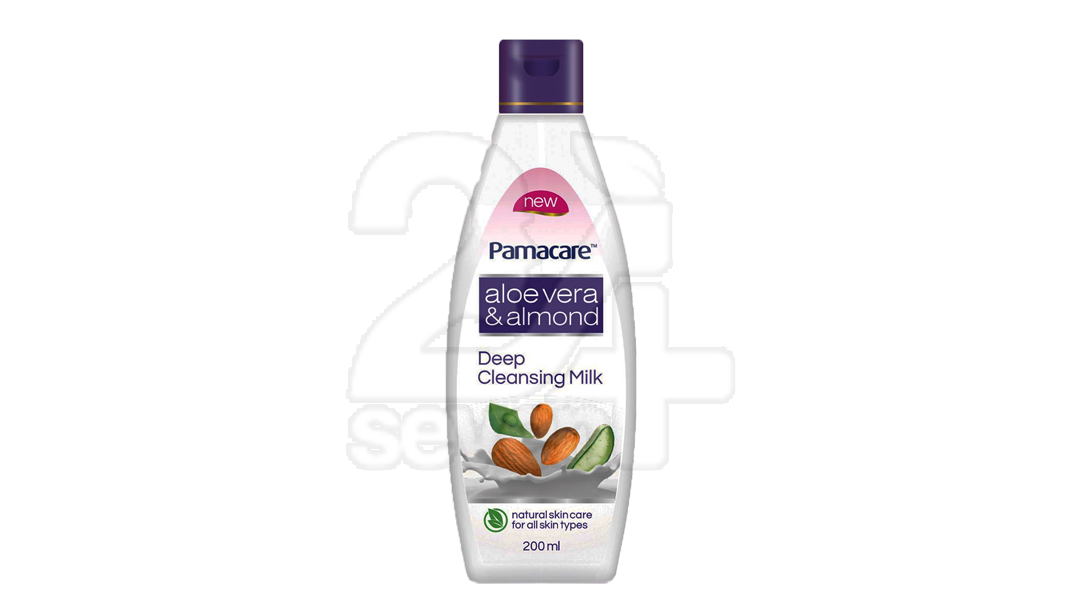 new
Pamacare™
aloe vera
& almond
Deep
Cleansing Milk
natural skin care
for all skin types
200 ml